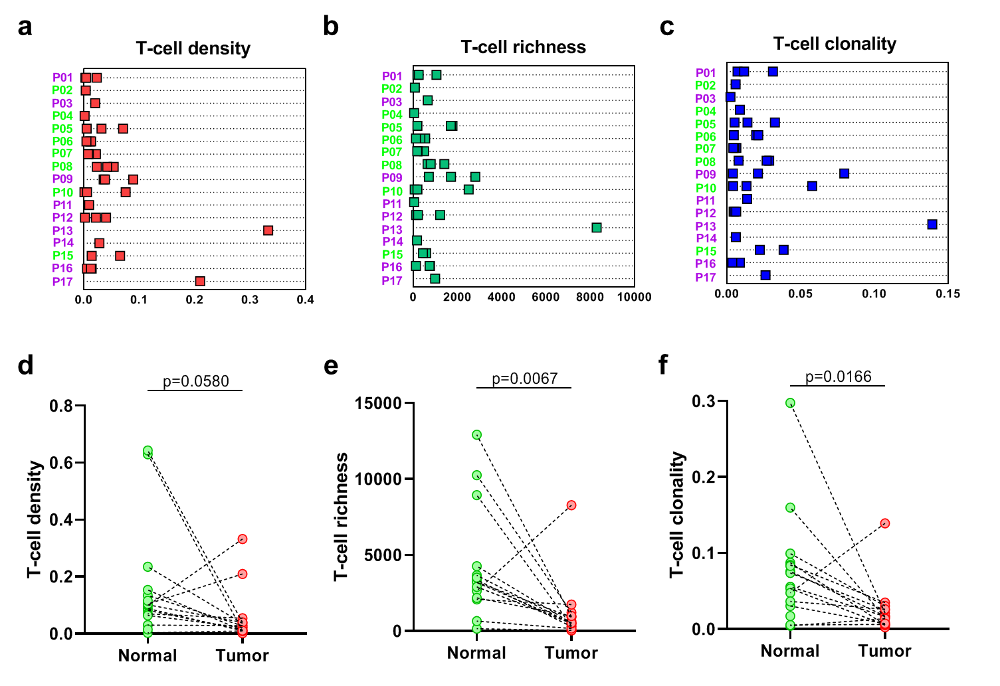 a
T-cell density
P01
P02
P03
P04
P05
P06
P07
P08
P09
P10
P11
P12
P13
P14
P15
P16
P17
0.0 0.1 0.2 0.3 0.4
b
T-cell richness
P01
P02
P03
P04
P05
P06
P07
P08
P09
P10
P11
P12
P13
P14
P15
P16
P17
0 2000 4000 6000 8000 10000
c
T-cell clonality
P01
P02
P03
P04
P05
P06
P07
P08
P09
P10
P11
P12
P13
P14
P15
P16
P17
0.00 0.05 0.10 0.15
d
p=0.0580
T-cell density
0.8
0.6
0.4
0.2
0.0
Normal Tumor
e
p=0.0067
T-cell richness
15000
10000
5000
0
Normal Tumor
f
p=0.0166
T-cell clonality
0.3
0.2
0.1
0.0
Normal Tumor